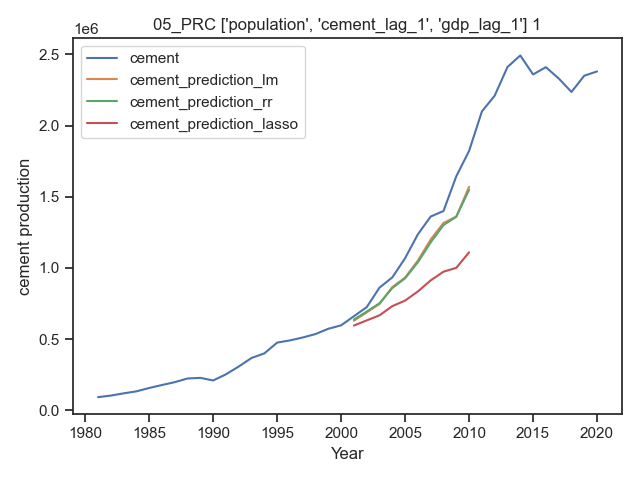 05_PRC ['population', 'cement_lag_1', 'gdp_lag_1'] 1
1e6
cement
cement_prediction_lm
cement_prediction_rr
cement_prediction_lasso
2.5
2.0
1.5
1.0
0.5
0.0
cement production
1980
1985
1990
1995
2000
2005
2010
2015
2020
Year